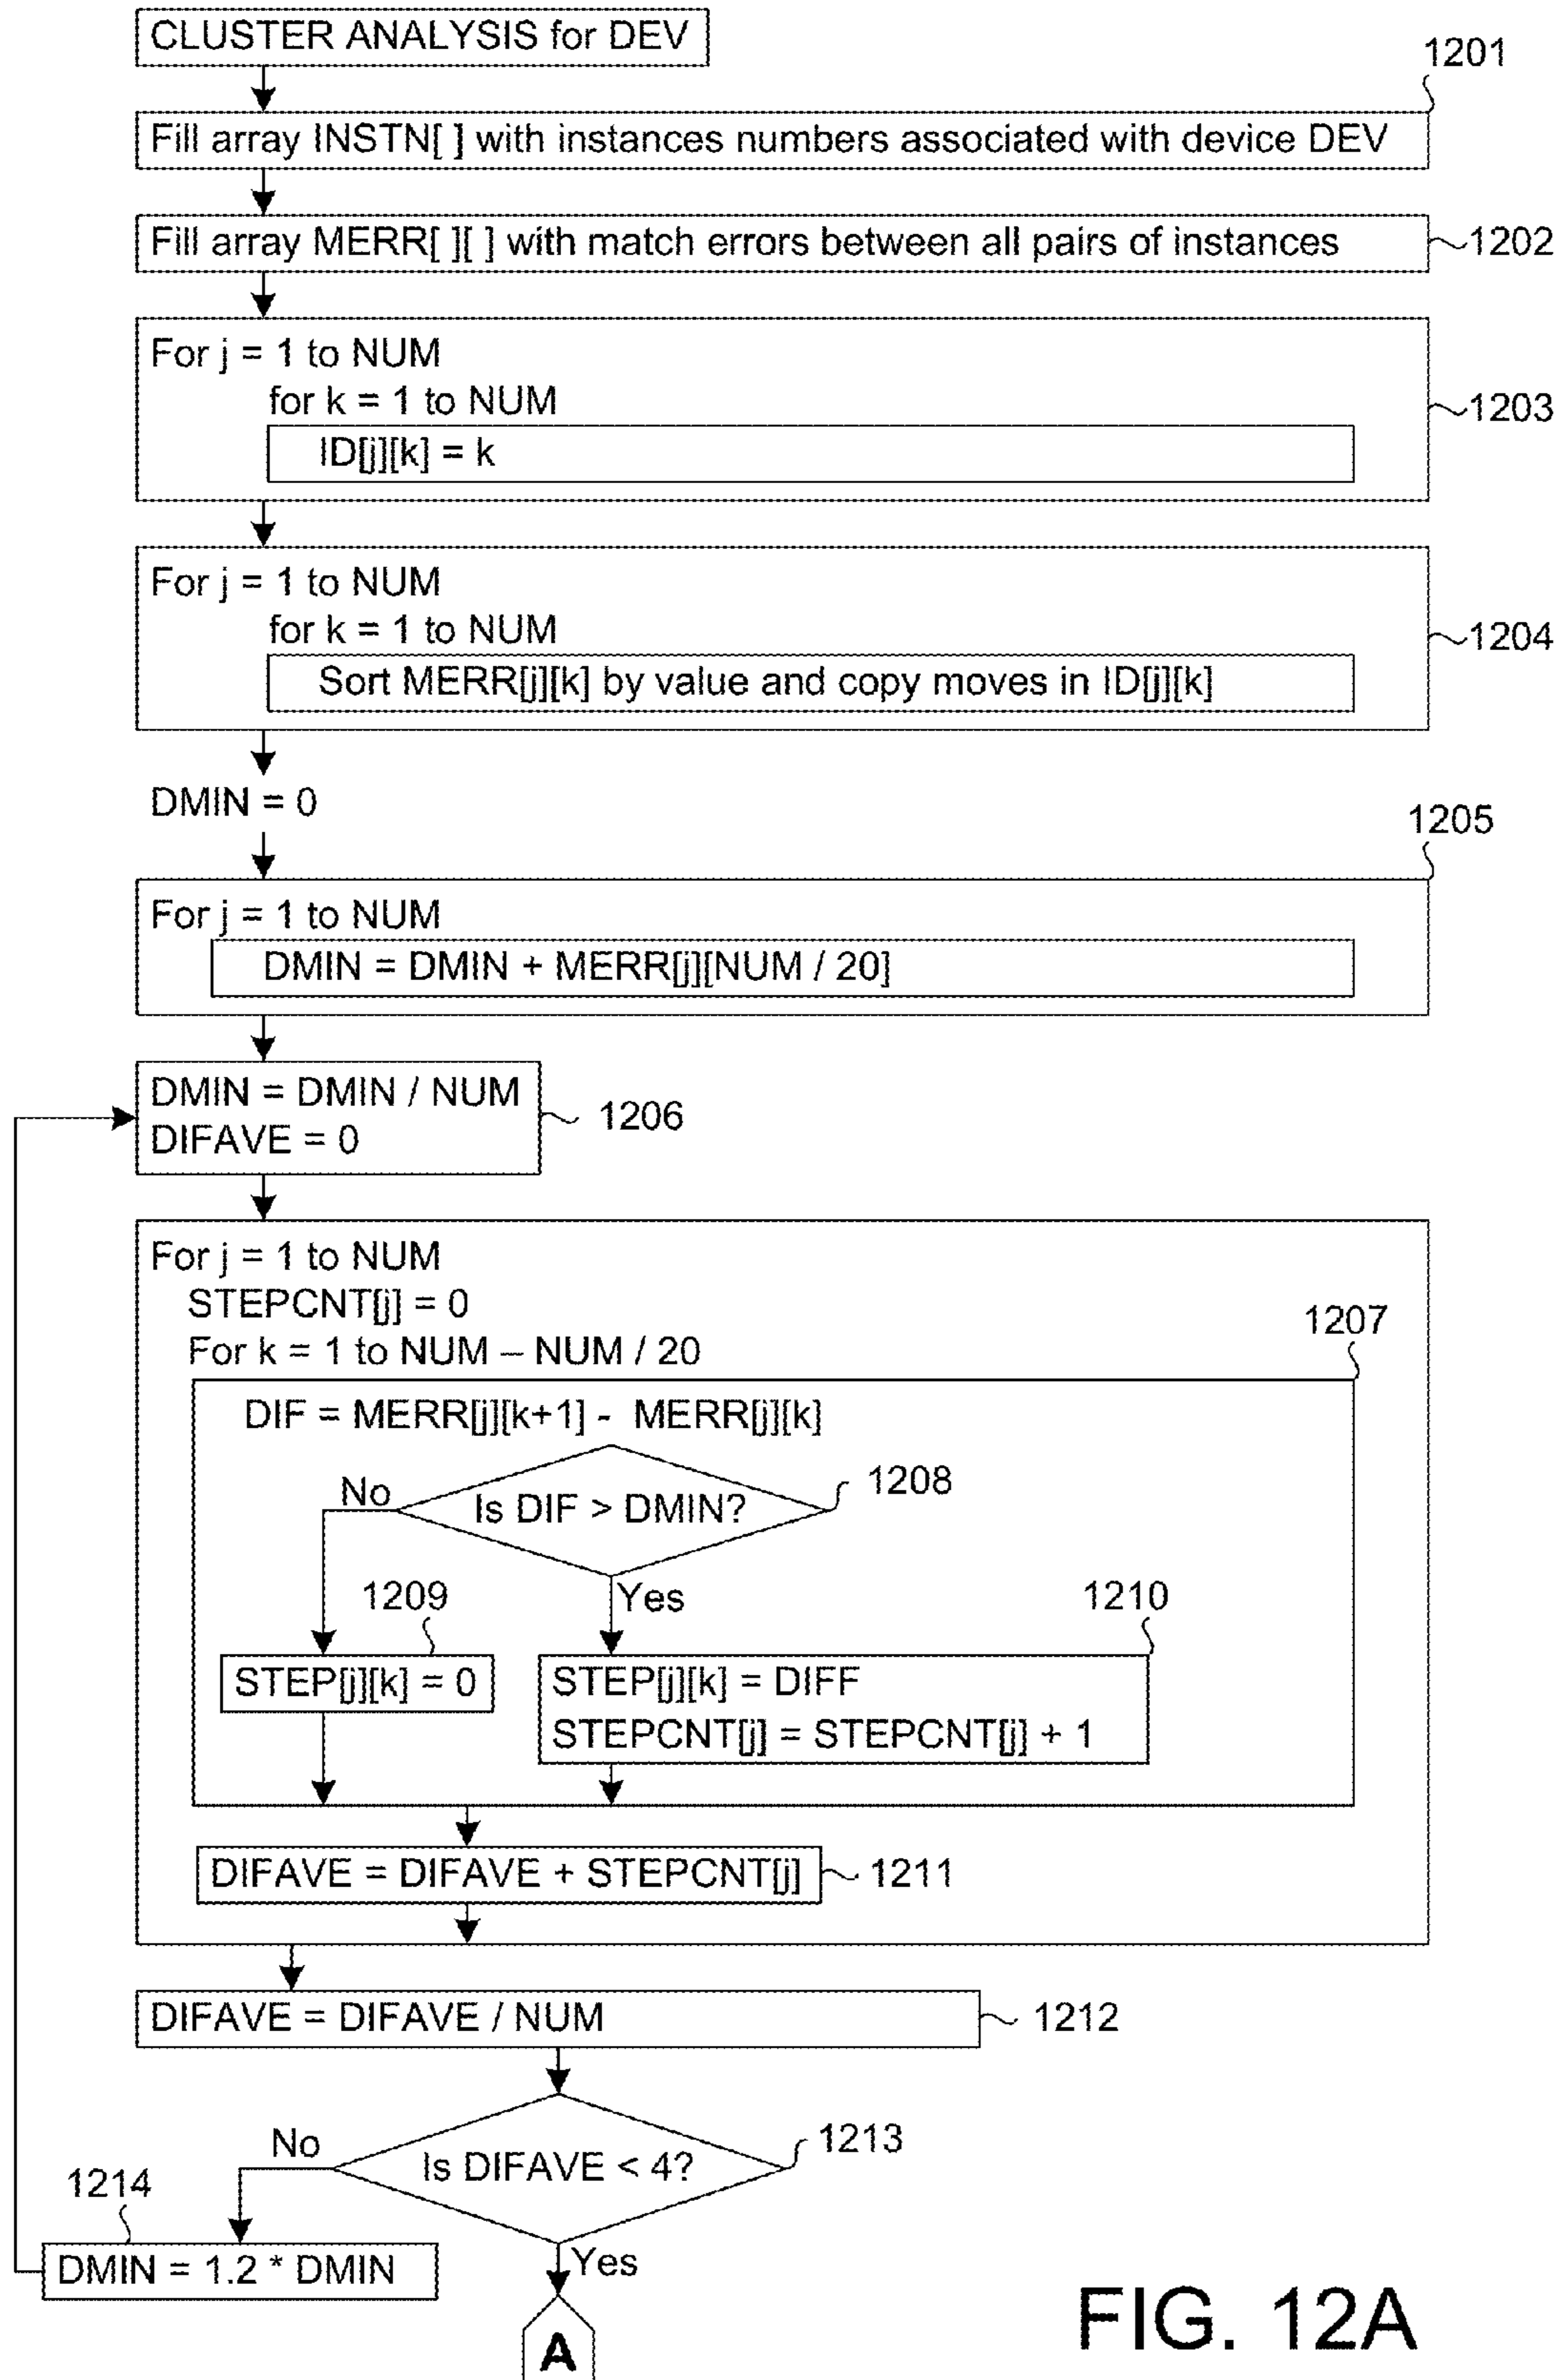 CLUSTER ANALYSIS for DEV
1201
Fill array INSTN[ ] with instances numbers associated with device DEV
Fill array MERR[ ][ ] with match errors between all pairs of instances
1202
For j = 1 to NUM
for k = 1 to NUM
1203
ID[j][k] = k
For j = 1 to NUM
for k = 1 to NUM
1204
Sort MERR[j][k] by value and copy moves in ID[j][k]
DMIN = 0
1205
For j = 1 to NUM
DMIN = DMIN + MERR[j][NUM / 20]
DMIN = DMIN / NUM
1206
DIFAVE = 0
For j = 1 to NUM
STEPCNT[j] = 0
1207
For k = 1 to NUM – NUM / 20
DIF = MERR[j][k+1] - MERR[j][k]
1208
No
Is DIF > DMIN?
1209
Yes
1210
STEP[j][k] = 0
STEP[j][k] = DIFF
STEPCNT[j] = STEPCNT[j] + 1
DIFAVE = DIFAVE + STEPCNT[j]
1211
DIFAVE = DIFAVE / NUM
1212
1213
No
Is DIFAVE < 4?
1214
Yes
DMIN = 1.2 * DMIN
A
FIG. 12A